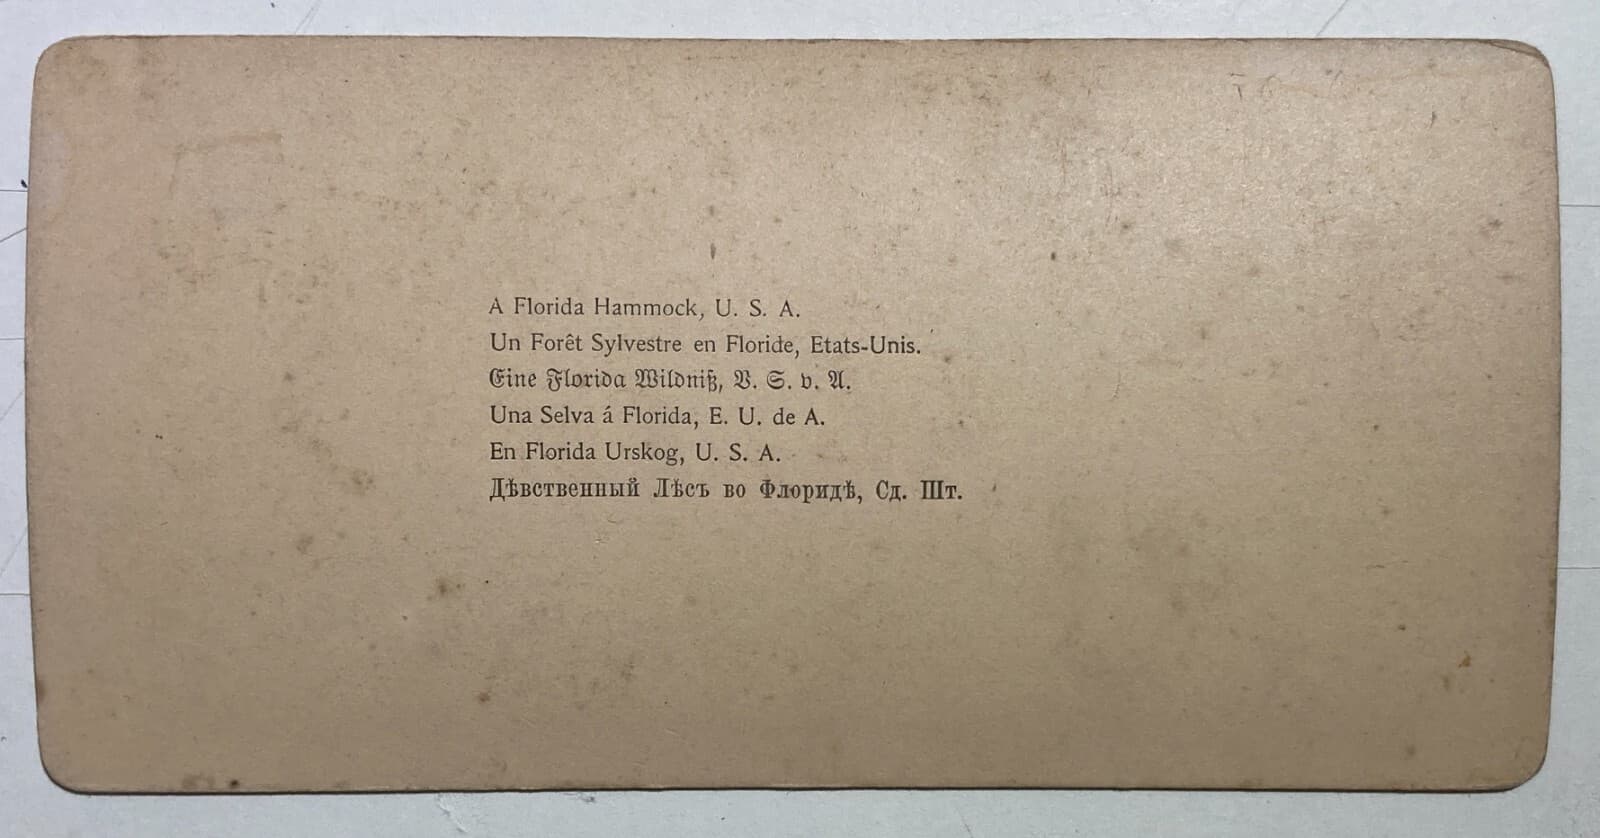 A Florida Hammock, U. S. A.
Un Forêt Sylvestre en Floride, Etats-Unis.
Eine Florida Wildniß, V. S. v. A.
Una Selva á Florida, E. U. de A.
En Florida Urskog, U. S. A.
Дѣвственный Лѣсъ во Флоридѣ, Сд. Шт.